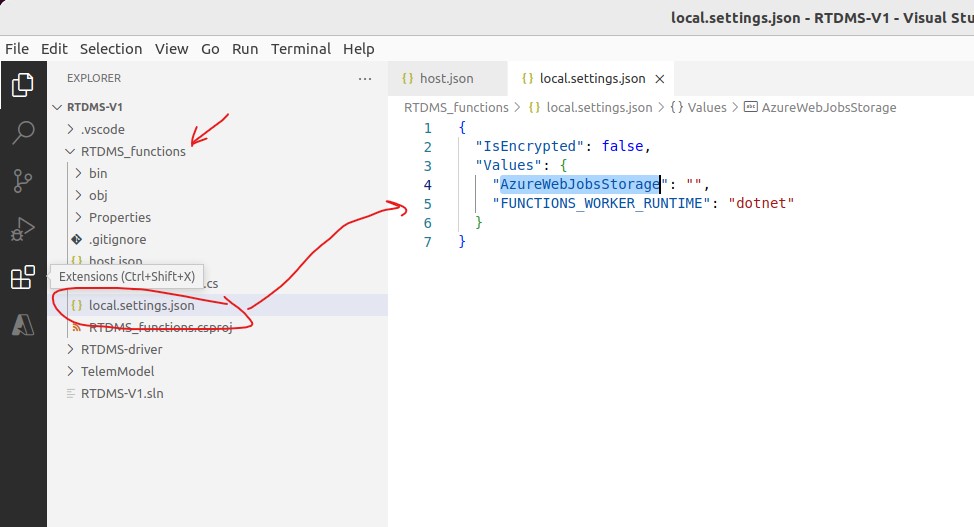 local.settings.json - RTDMS-V1 - Visual Stu
File Edit Selection View Go Run Terminal Help
EXPLORER
RTDMS-V1
.vscode
RTDMS_functions
bin
obj
Properties
.gitignore
host.json
Extensions (Ctrl+Shift+X)
.cs
local.settings.json
RTDMS_functions.csproj
RTDMS-driver
TelemModel
RTDMS-V1.sln
host.json
local.settings.json
RTDMS_functions > local.settings.json > {} Values > AzureWebJobsStorage
1 {
2 "IsEncrypted": false,
3 "Values": {
4 "AzureWebJobsStorage": "",
5 "FUNCTIONS_WORKER_RUNTIME": "dotnet"
6 }
7 }